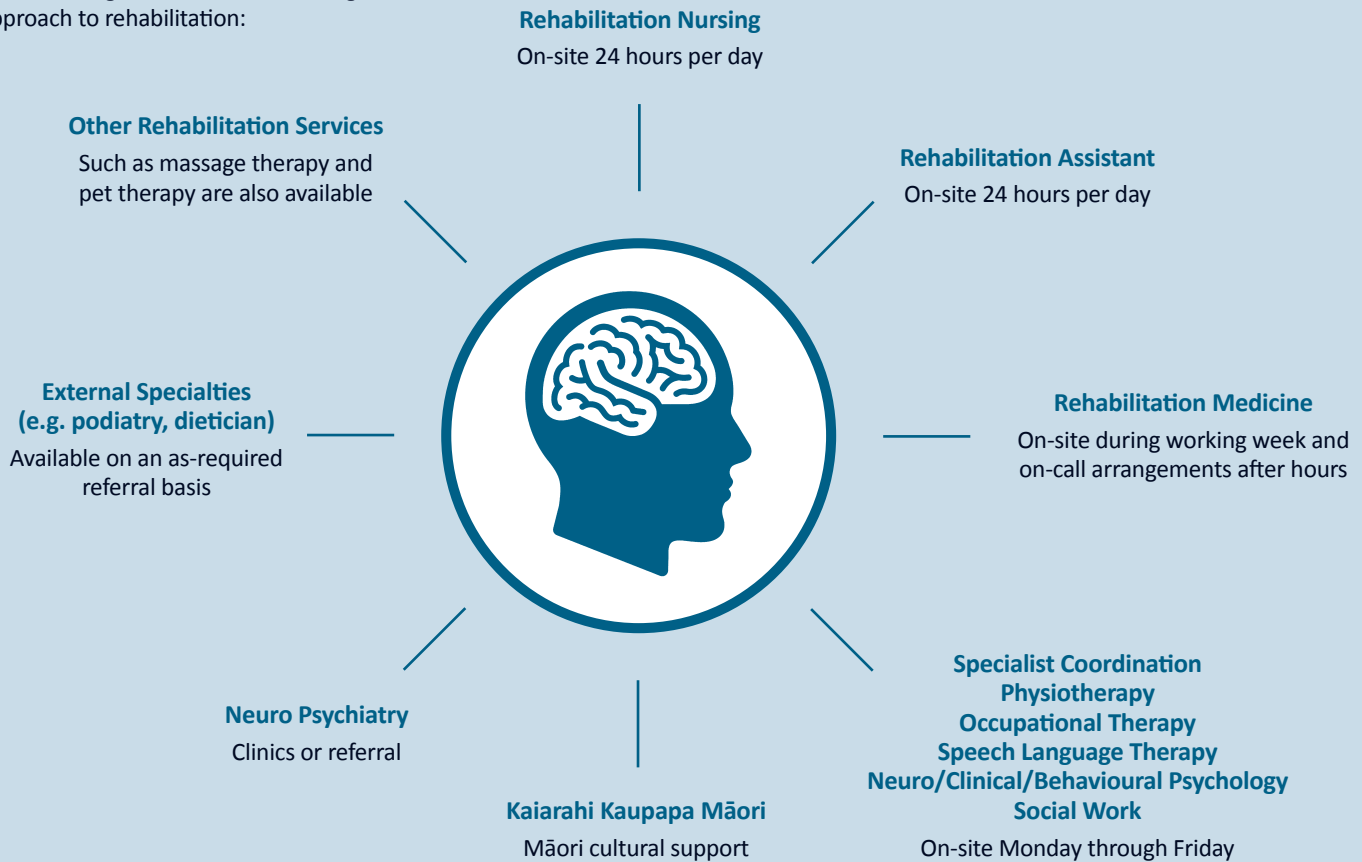 pproach to rehabilitation:
Rehabilitation Nursing
On-site 24 hours per day
Other Rehabilitation Services
Such as massage therapy and
pet therapy are also available
Rehabilitation Assistant
On-site 24 hours per day
External Specialties
(e.g. podiatry, dietician)
Available on an as-required
referral basis
Rehabilitation Medicine
On-site during working week and
on-call arrangements after hours
Neuro Psychiatry
Clinics or referral
Kaiarahi Kaupapa Māori
Māori cultural support
Specialist Coordination
Physiotherapy
Occupational Therapy
Speech Language Therapy
Neuro/Clinical/Behavioural Psychology
Social Work
On-site Monday through Friday